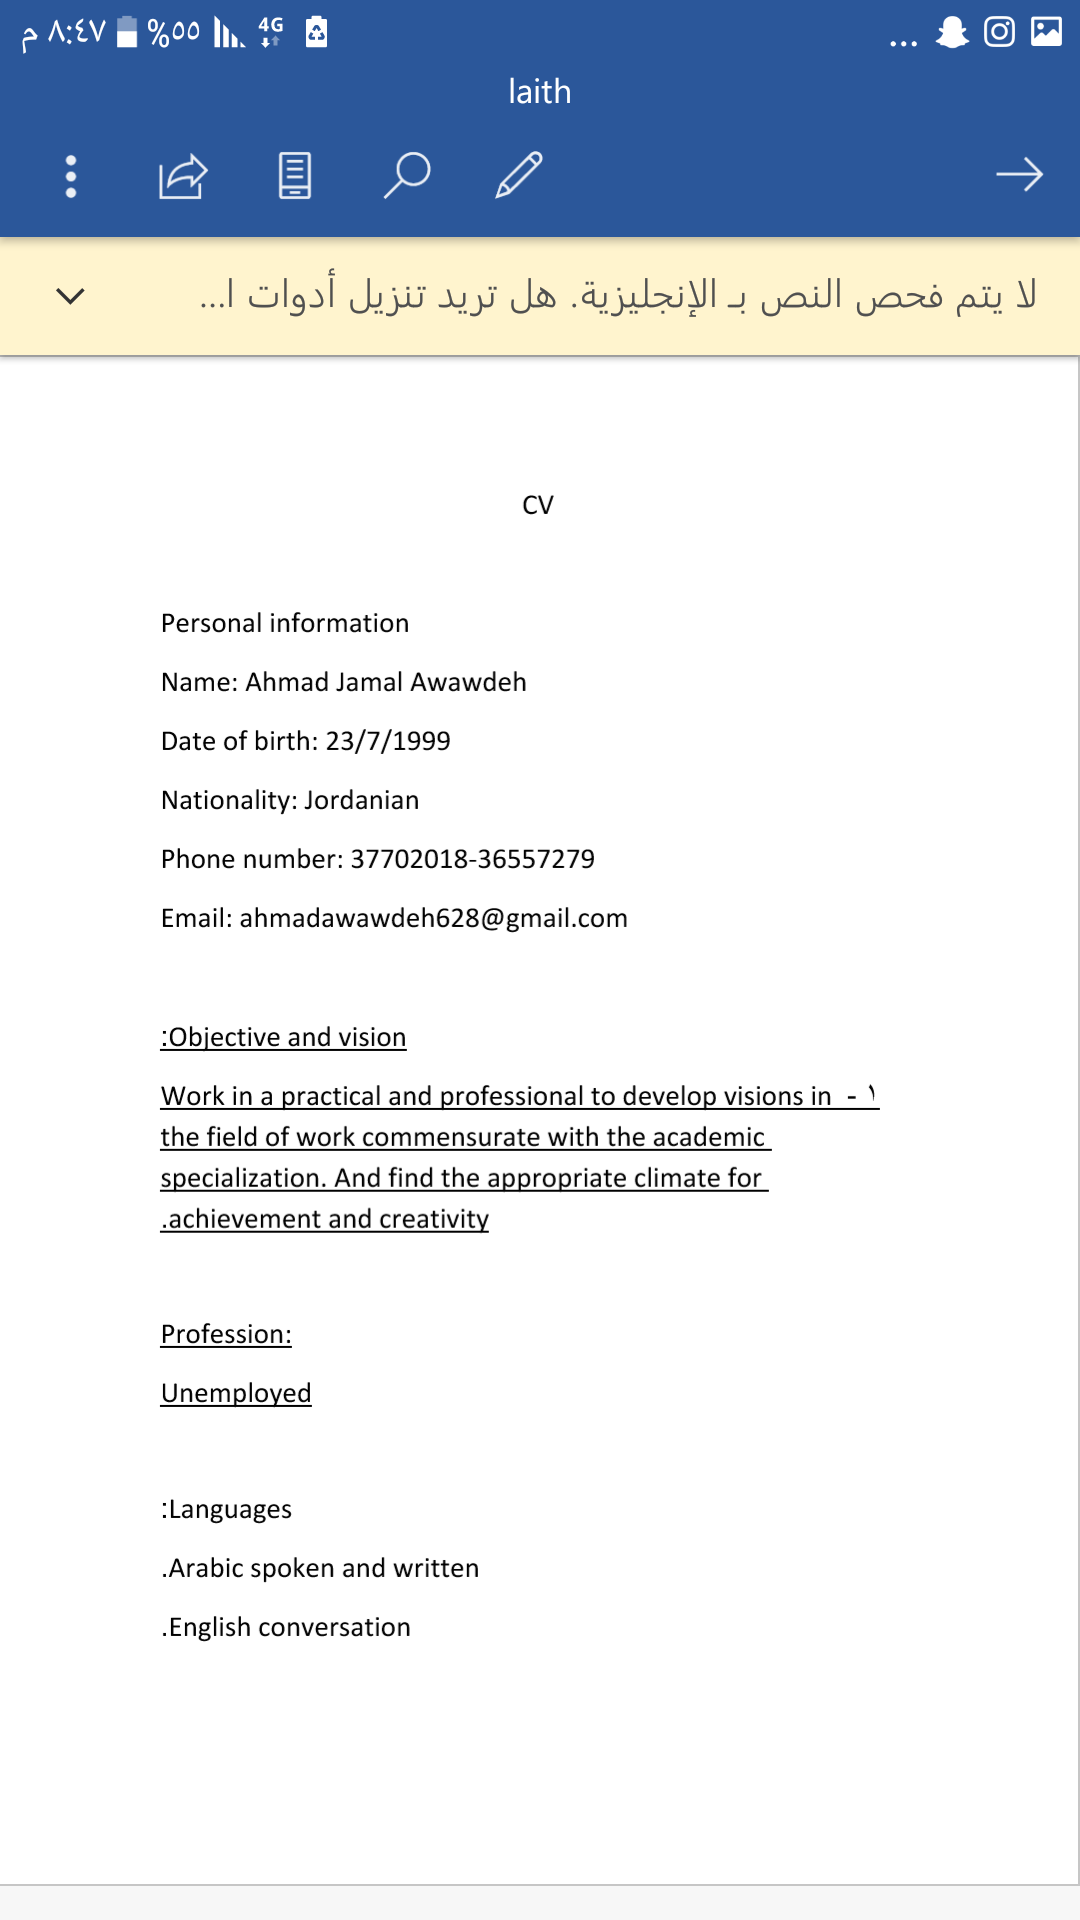 ٨:٤٧ م %٥٥ 4G
laith
لا يتم فحص النص بـ الإنجليزية. هل تريد تنزيل أدوات ا...
CV
Personal information
Name: Ahmad Jamal Awawdeh
Date of birth: 23/7/1999
Nationality: Jordanian
Phone number: 37702018-36557279
Email: ahmadawawdeh628@gmail.com
:Objective and vision
Work in a practical and professional to develop visions in - ١
the field of work commensurate with the academic
specialization. And find the appropriate climate for
.achievement and creativity
Profession:
Unemployed
:Languages
.Arabic spoken and written
.English conversation